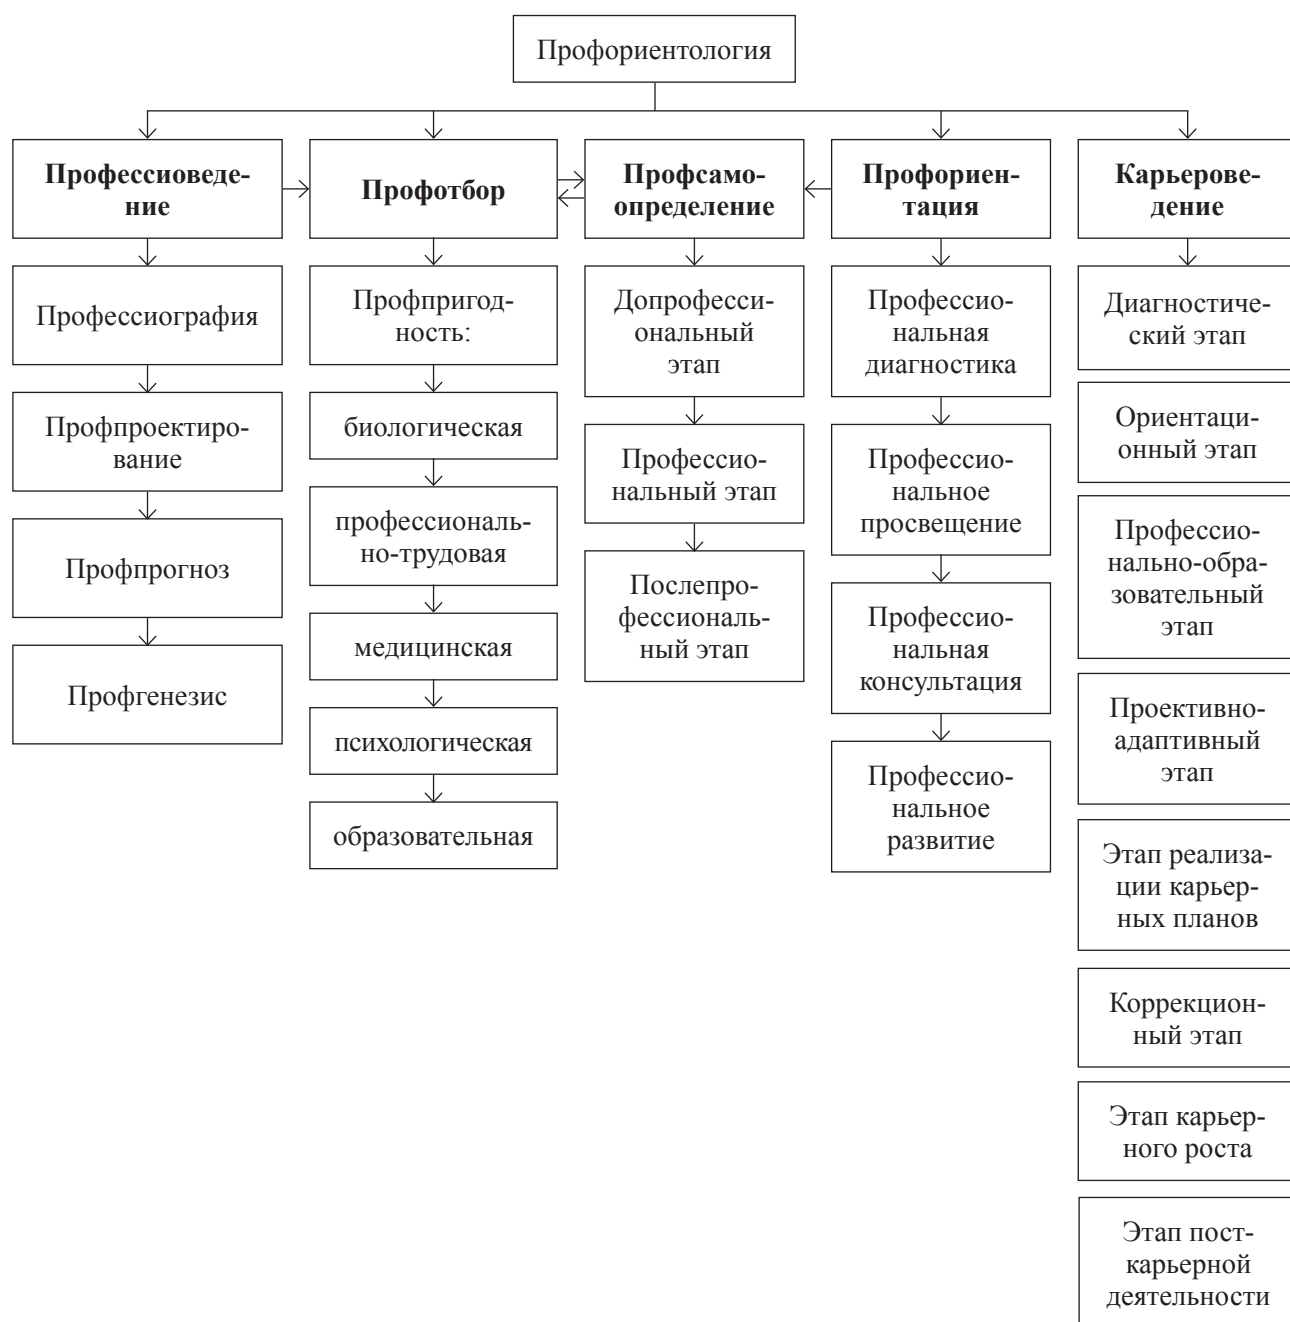 Профориентология
Профессиоведе-
ние
Профотбор
Профсамо-
определение
Профориен-
тация
Карьерове-
дение
Профессиография
Профпроектиро-
вание
Профпрогноз
Профгенезис
Профпригод-
ность:
биологическая
профессиональ-
но-трудовая
медицинская
психологическая
образовательная
Допрофесси-
ональный
этап
Профессио-
нальный этап
Послепро-
фессиональ-
ный этап
Профессио-
нальная
диагностика
Профессио-
нальное
просвещение
Профессио-
нальная
консультация
Профессио-
нальное
развитие
Диагностиче-
ский этап
Ориентаци-
онный этап
Профессио-
нально-обра-
зовательный
этап
Проективно-
адаптивный
этап
Этап реализа-
ции карьер-
ных планов
Коррекцион-
ный этап
Этап карьер-
ного роста
Этап пост-
карьерной
деятельности